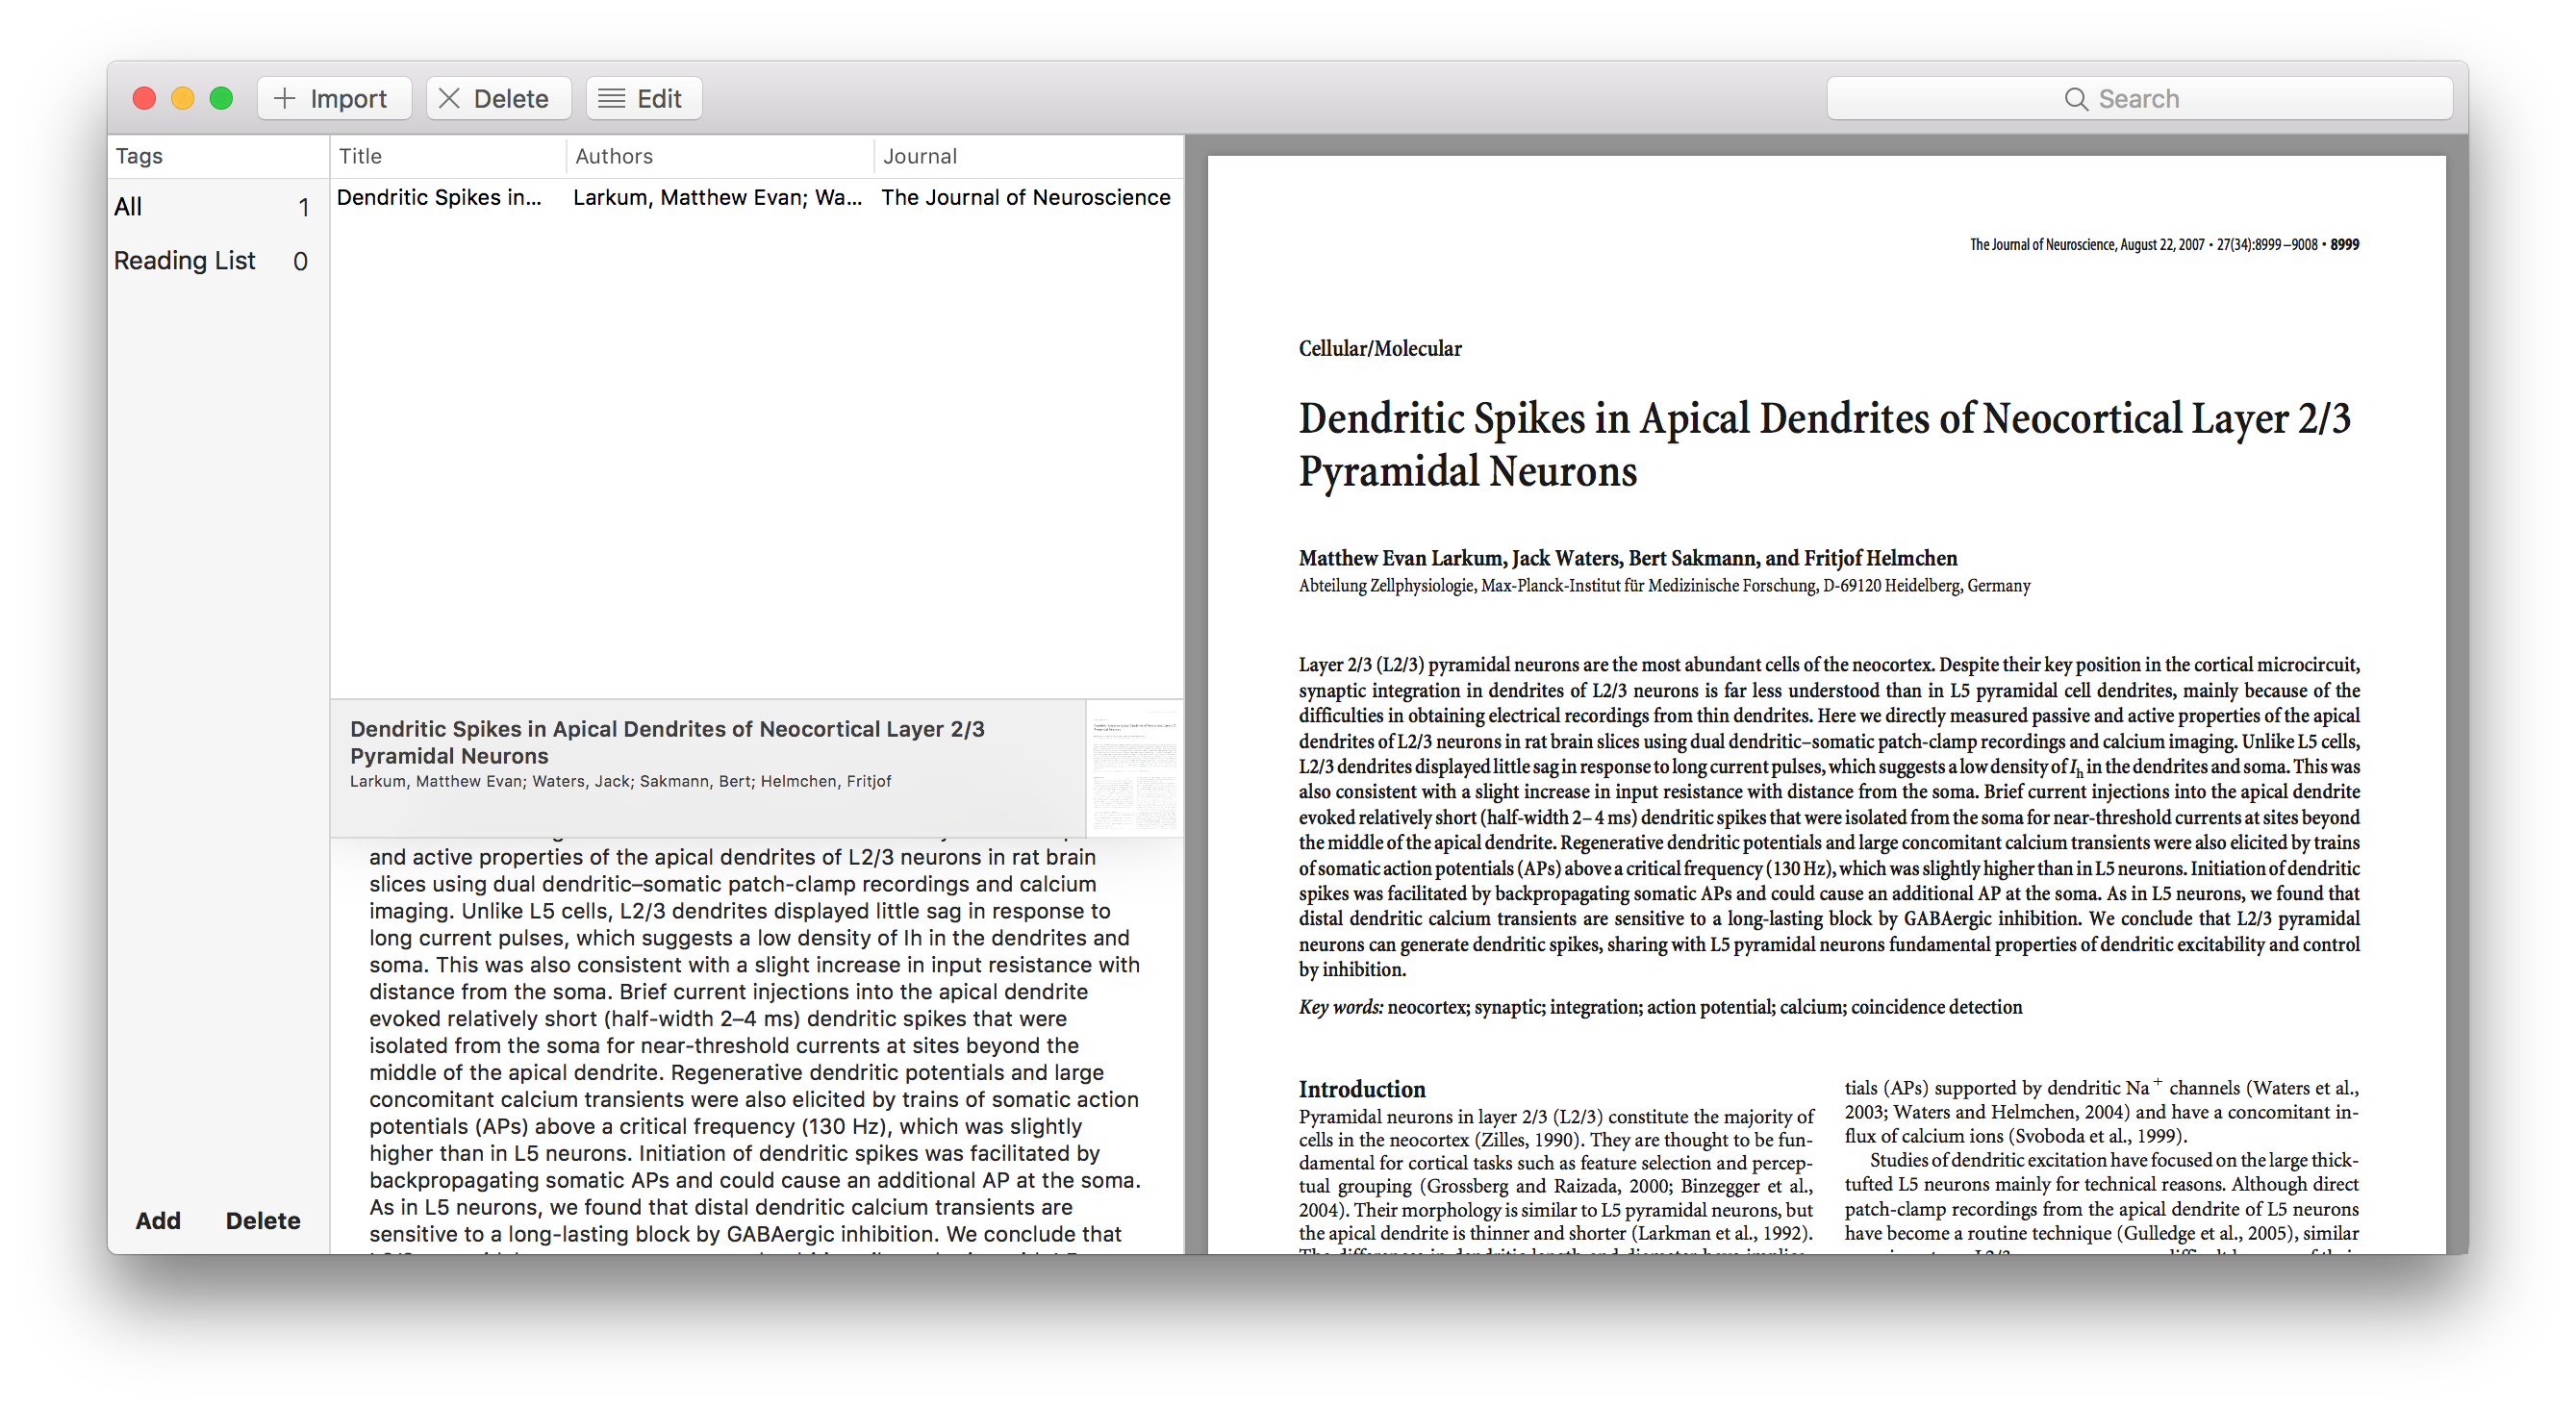 Import
Delete
Edit
Search
Tags
All 1
Reading List 0
Add Delete
Title Authors Journal
Dendritic Spikes in... Larkum, Matthew Evan; Wa... The Journal of Neuroscience
Dendritic Spikes in Apical Dendrites of Neocortical Layer 2/3
Pyramidal Neurons
Larkum, Matthew Evan; Waters, Jack; Sakmann, Bert; Helmchen, Fritjof
and active properties of the apical dendrites of L2/3 neurons in rat brain
slices using dual dendritic–somatic patch-clamp recordings and calcium
imaging. Unlike L5 cells, L2/3 dendrites displayed little sag in response to
long current pulses, which suggests a low density of Ih in the dendrites and
soma. This was also consistent with a slight increase in input resistance with
distance from the soma. Brief current injections into the apical dendrite
evoked relatively short (half-width 2–4 ms) dendritic spikes that were
isolated from the soma for near-threshold currents at sites beyond the
middle of the apical dendrite. Regenerative dendritic potentials and large
concomitant calcium transients were also elicited by trains of somatic action
potentials (APs) above a critical frequency (130 Hz), which was slightly
higher than in L5 neurons. Initiation of dendritic spikes was facilitated by
backpropagating somatic APs and could cause an additional AP at the soma.
As in L5 neurons, we found that distal dendritic calcium transients are
sensitive to a long-lasting block by GABAergic inhibition. We conclude that
The Journal of Neuroscience, August 22, 2007 • 27(34):8999–9008 • 8999
Cellular/Molecular
Dendritic Spikes in Apical Dendrites of Neocortical Layer 2/3
Pyramidal Neurons
Matthew Evan Larkum, Jack Waters, Bert Sakmann, and Fritjof Helmchen
Abteilung Zellphysiologie, Max-Planck-Institut für Medizinische Forschung, D-69120 Heidelberg, Germany
Layer 2/3 (L2/3) pyramidal neurons are the most abundant cells of the neocortex. Despite their key position in the cortical microcircuit,
synaptic integration in dendrites of L2/3 neurons is far less understood than in L5 pyramidal cell dendrites, mainly because of the
difficulties in obtaining electrical recordings from thin dendrites. Here we directly measured passive and active properties of the apical
dendrites of L2/3 neurons in rat brain slices using dual dendritic–somatic patch-clamp recordings and calcium imaging. Unlike L5 cells,
L2/3 dendrites displayed little sag in response to long current pulses, which suggests a low density of Ih in the dendrites and soma. This was
also consistent with a slight increase in input resistance with distance from the soma. Brief current injections into the apical dendrite
evoked relatively short (half-width 2–4 ms) dendritic spikes that were isolated from the soma for near-threshold currents at sites beyond
the middle of the apical dendrite. Regenerative dendritic potentials and large concomitant calcium transients were also elicited by trains
of somatic action potentials (APs) above a critical frequency (130 Hz), which was slightly higher than in L5 neurons. Initiation of dendritic
spikes was facilitated by backpropagating somatic APs and could cause an additional AP at the soma. As in L5 neurons, we found that
distal dendritic calcium transients are sensitive to a long-lasting block by GABAergic inhibition. We conclude that L2/3 pyramidal
neurons can generate dendritic spikes, sharing with L5 pyramidal neurons fundamental properties of dendritic excitability and control
by inhibition.
Key words: neocortex; synaptic; integration; action potential; calcium; coincidence detection
Introduction
Pyramidal neurons in layer 2/3 (L2/3) constitute the majority of
cells in the neocortex (Zilles, 1990). They are thought to be fun-
damental for cortical tasks such as feature selection and percep-
tual grouping (Grossberg and Raizada, 2000; Binzegger et al.,
2004). Their morphology is similar to L5 pyramidal neurons, but
the apical dendrite is thinner and shorter (Larkman et al., 1992).
tials (APs) supported by dendritic Na+ channels (Waters et al.,
2003; Waters and Helmchen, 2004) and have a concomitant in-
flux of calcium ions (Svoboda et al., 1999).
Studies of dendritic excitation have focused on the large thick-
tufted L5 neurons mainly for technical reasons. Although direct
patch-clamp recordings from the apical dendrite of L5 neurons
have become a routine technique (Gulledge et al., 2005), similar